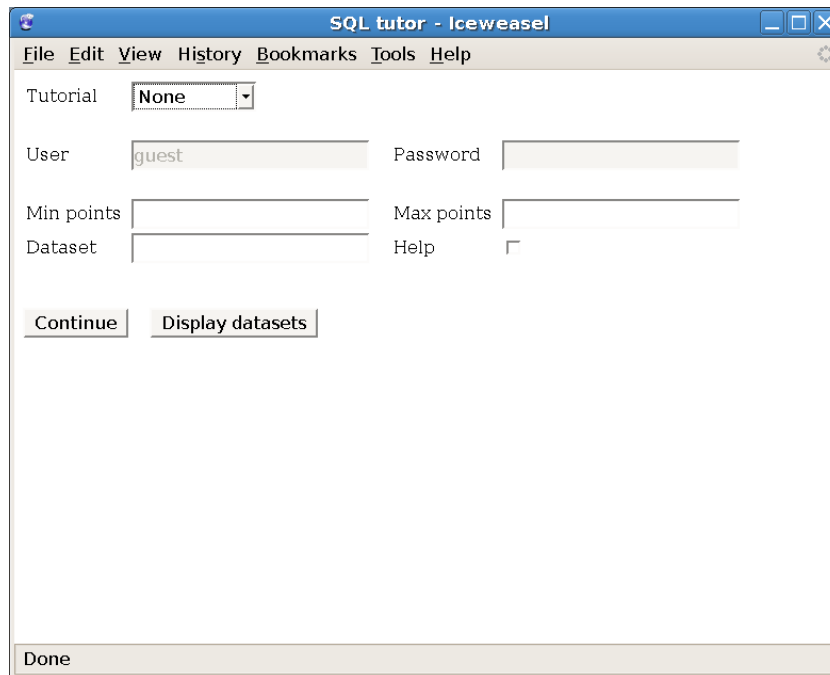 SQL tutor - Iceweasel
File Edit View History Bookmarks Tools Help
Tutorial None
User guest Password
Min points Max points
Dataset Help
Continue Display datasets
Done